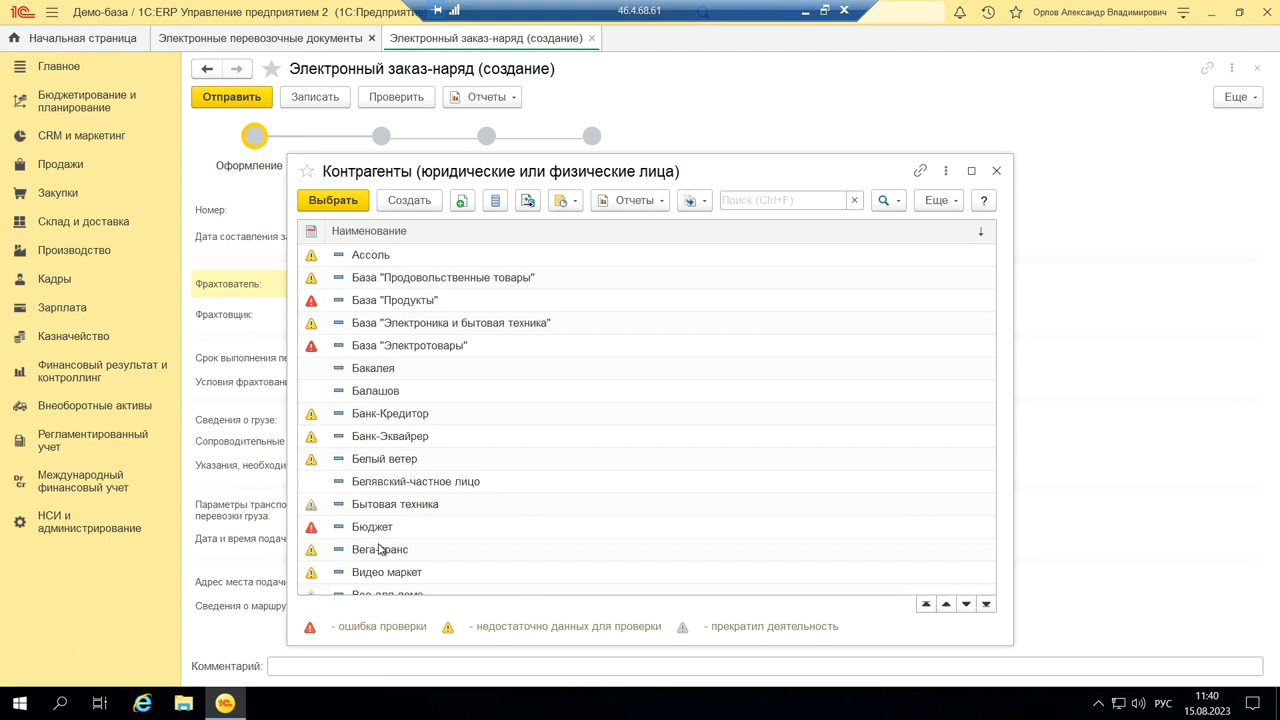 Демо-база / 1С:ERP Управление предприятием 2 (1С:Предприяти
46.4.68.61
Орлов Александр Владимирович
Начальная страница
Электронные перевозочные документы ×
Электронный заказ-наряд (создание) ×
Главное
Бюджетирование и
планирование
CRM и маркетинг
Продажи
Закупки
Склад и доставка
Производство
Кадры
Зарплата
Казначейство
Финансовый результат и
контроллинг
Внеоборотные активы
Регламентированный
учет
Международный
финансовый учет
НСИ и
администрирование
Электронный заказ-наряд (создание)
Отправить
Записать
Проверить
Отчеты
Еще
Оформление
Номер:
Дата составления за
Фрахтователь:
Фрахтовщик:
Срок выполнения пе
Условия фрахтовани
Сведения о грузе:
Сопроводительные
Указания, необходи
Параметры транспо
перевозки груза:
Дата и время подач
Адрес места подачи
Сведения о маршру
Комментарий:
Контрагенты (юридические или физические лица)
Выбрать
Создать
Отчеты
Поиск (Ctrl+F)
×
Еще
?
Наименование ↓
Ассоль
База "Продовольственные товары"
База "Продукты"
База "Электроника и бытовая техника"
База "Электротовары"
Бакалея
Балашов
Банк-Кредитор
Банк-Эквайрер
Белый ветер
Белявский-частное лицо
Бытовая техника
Бюджет
Вега-транс
Видео маркет
Все для дома
- ошибка проверки
- недостаточно данных для проверки
- прекратил деятельность
РУС
11:40
15.08.2023